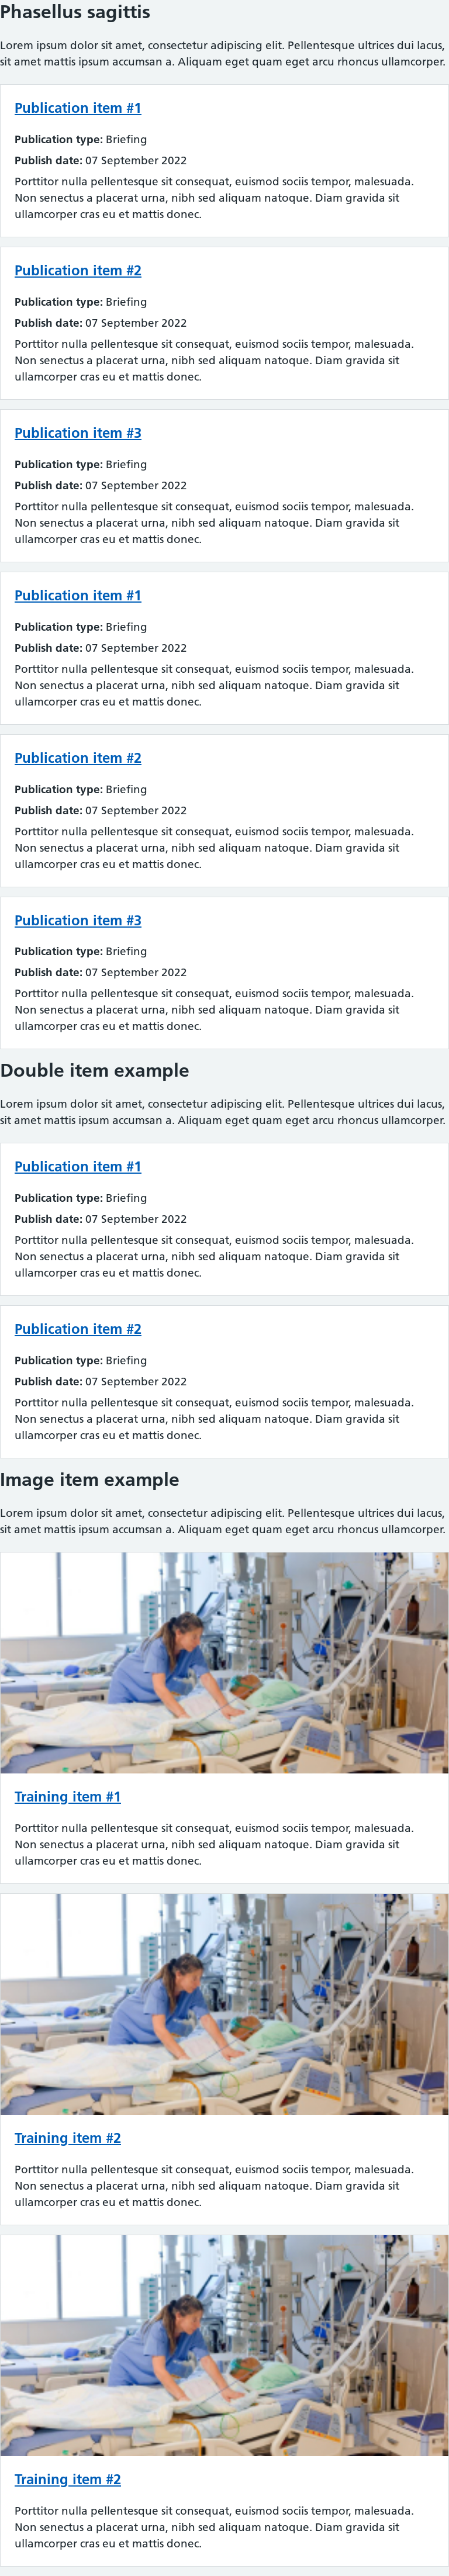 Phasellus sagittis
Lorem ipsum dolor sit amet, consectetur adipiscing elit. Pellentesque ultrices dui lacus,
sit amet mattis ipsum accumsan a. Aliquam eget quam eget arcu rhoncus ullamcorper.
Publication item #1
Publication type: Briefing
Publish date: 07 September 2022
Porttitor nulla pellentesque sit consequat, euismod sociis tempor, malesuada.
Non senectus a placerat urna, nibh sed aliquam natoque. Diam gravida sit
ullamcorper cras eu et mattis donec.
Publication item #2
Publication type: Briefing
Publish date: 07 September 2022
Porttitor nulla pellentesque sit consequat, euismod sociis tempor, malesuada.
Non senectus a placerat urna, nibh sed aliquam natoque. Diam gravida sit
ullamcorper cras eu et mattis donec.
Publication item #3
Publication type: Briefing
Publish date: 07 September 2022
Porttitor nulla pellentesque sit consequat, euismod sociis tempor, malesuada.
Non senectus a placerat urna, nibh sed aliquam natoque. Diam gravida sit
ullamcorper cras eu et mattis donec.
Publication item #1
Publication type: Briefing
Publish date: 07 September 2022
Porttitor nulla pellentesque sit consequat, euismod sociis tempor, malesuada.
Non senectus a placerat urna, nibh sed aliquam natoque. Diam gravida sit
ullamcorper cras eu et mattis donec.
Publication item #2
Publication type: Briefing
Publish date: 07 September 2022
Porttitor nulla pellentesque sit consequat, euismod sociis tempor, malesuada.
Non senectus a placerat urna, nibh sed aliquam natoque. Diam gravida sit
ullamcorper cras eu et mattis donec.
Publication item #3
Publication type: Briefing
Publish date: 07 September 2022
Porttitor nulla pellentesque sit consequat, euismod sociis tempor, malesuada.
Non senectus a placerat urna, nibh sed aliquam natoque. Diam gravida sit
ullamcorper cras eu et mattis donec.
Double item example
Lorem ipsum dolor sit amet, consectetur adipiscing elit. Pellentesque ultrices dui lacus,
sit amet mattis ipsum accumsan a. Aliquam eget quam eget arcu rhoncus ullamcorper.
Publication item #1
Publication type: Briefing
Publish date: 07 September 2022
Porttitor nulla pellentesque sit consequat, euismod sociis tempor, malesuada.
Non senectus a placerat urna, nibh sed aliquam natoque. Diam gravida sit
ullamcorper cras eu et mattis donec.
Publication item #2
Publication type: Briefing
Publish date: 07 September 2022
Porttitor nulla pellentesque sit consequat, euismod sociis tempor, malesuada.
Non senectus a placerat urna, nibh sed aliquam natoque. Diam gravida sit
ullamcorper cras eu et mattis donec.
Image item example
Lorem ipsum dolor sit amet, consectetur adipiscing elit. Pellentesque ultrices dui lacus,
sit amet mattis ipsum accumsan a. Aliquam eget quam eget arcu rhoncus ullamcorper.
Training item #1
Porttitor nulla pellentesque sit consequat, euismod sociis tempor, malesuada.
Non senectus a placerat urna, nibh sed aliquam natoque. Diam gravida sit
ullamcorper cras eu et mattis donec.
Training item #2
Porttitor nulla pellentesque sit consequat, euismod sociis tempor, malesuada.
Non senectus a placerat urna, nibh sed aliquam natoque. Diam gravida sit
ullamcorper cras eu et mattis donec.
Training item #2
Porttitor nulla pellentesque sit consequat, euismod sociis tempor, malesuada.
Non senectus a placerat urna, nibh sed aliquam natoque. Diam gravida sit
ullamcorper cras eu et mattis donec.